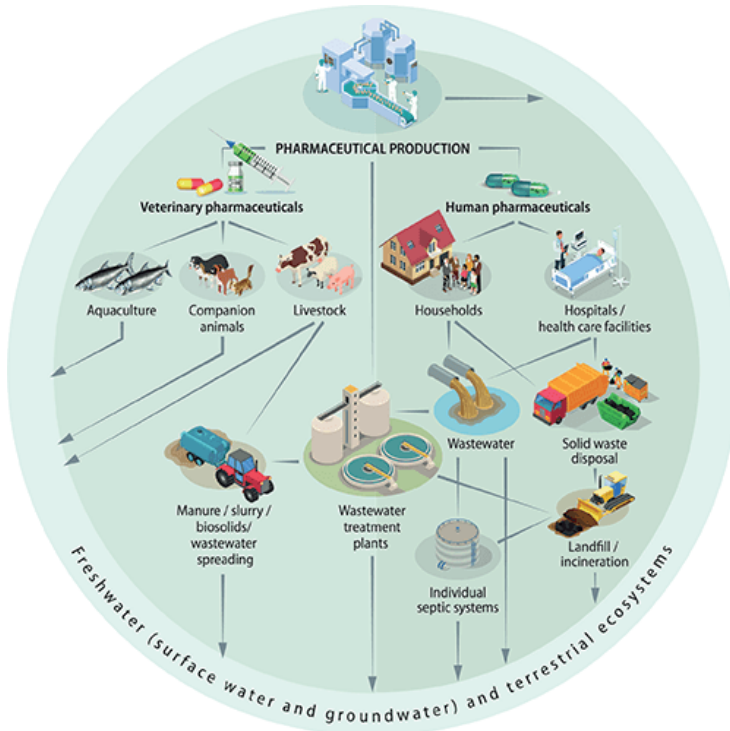 PHARMACEUTICAL PRODUCTION
Veterinary pharmaceuticals
Human pharmaceuticals
Aquaculture
Companion
animals
Livestock
Households
Hospitals /
health care facilities
Wastewater
Solid waste
disposal
Manure / slurry /
biosolids/
wastewater
spreading
Wastewater
treatment
plants
Individual
septic systems
Landfill /
incineration
Freshwater (surface water and groundwater) and terrestrial ecosystems